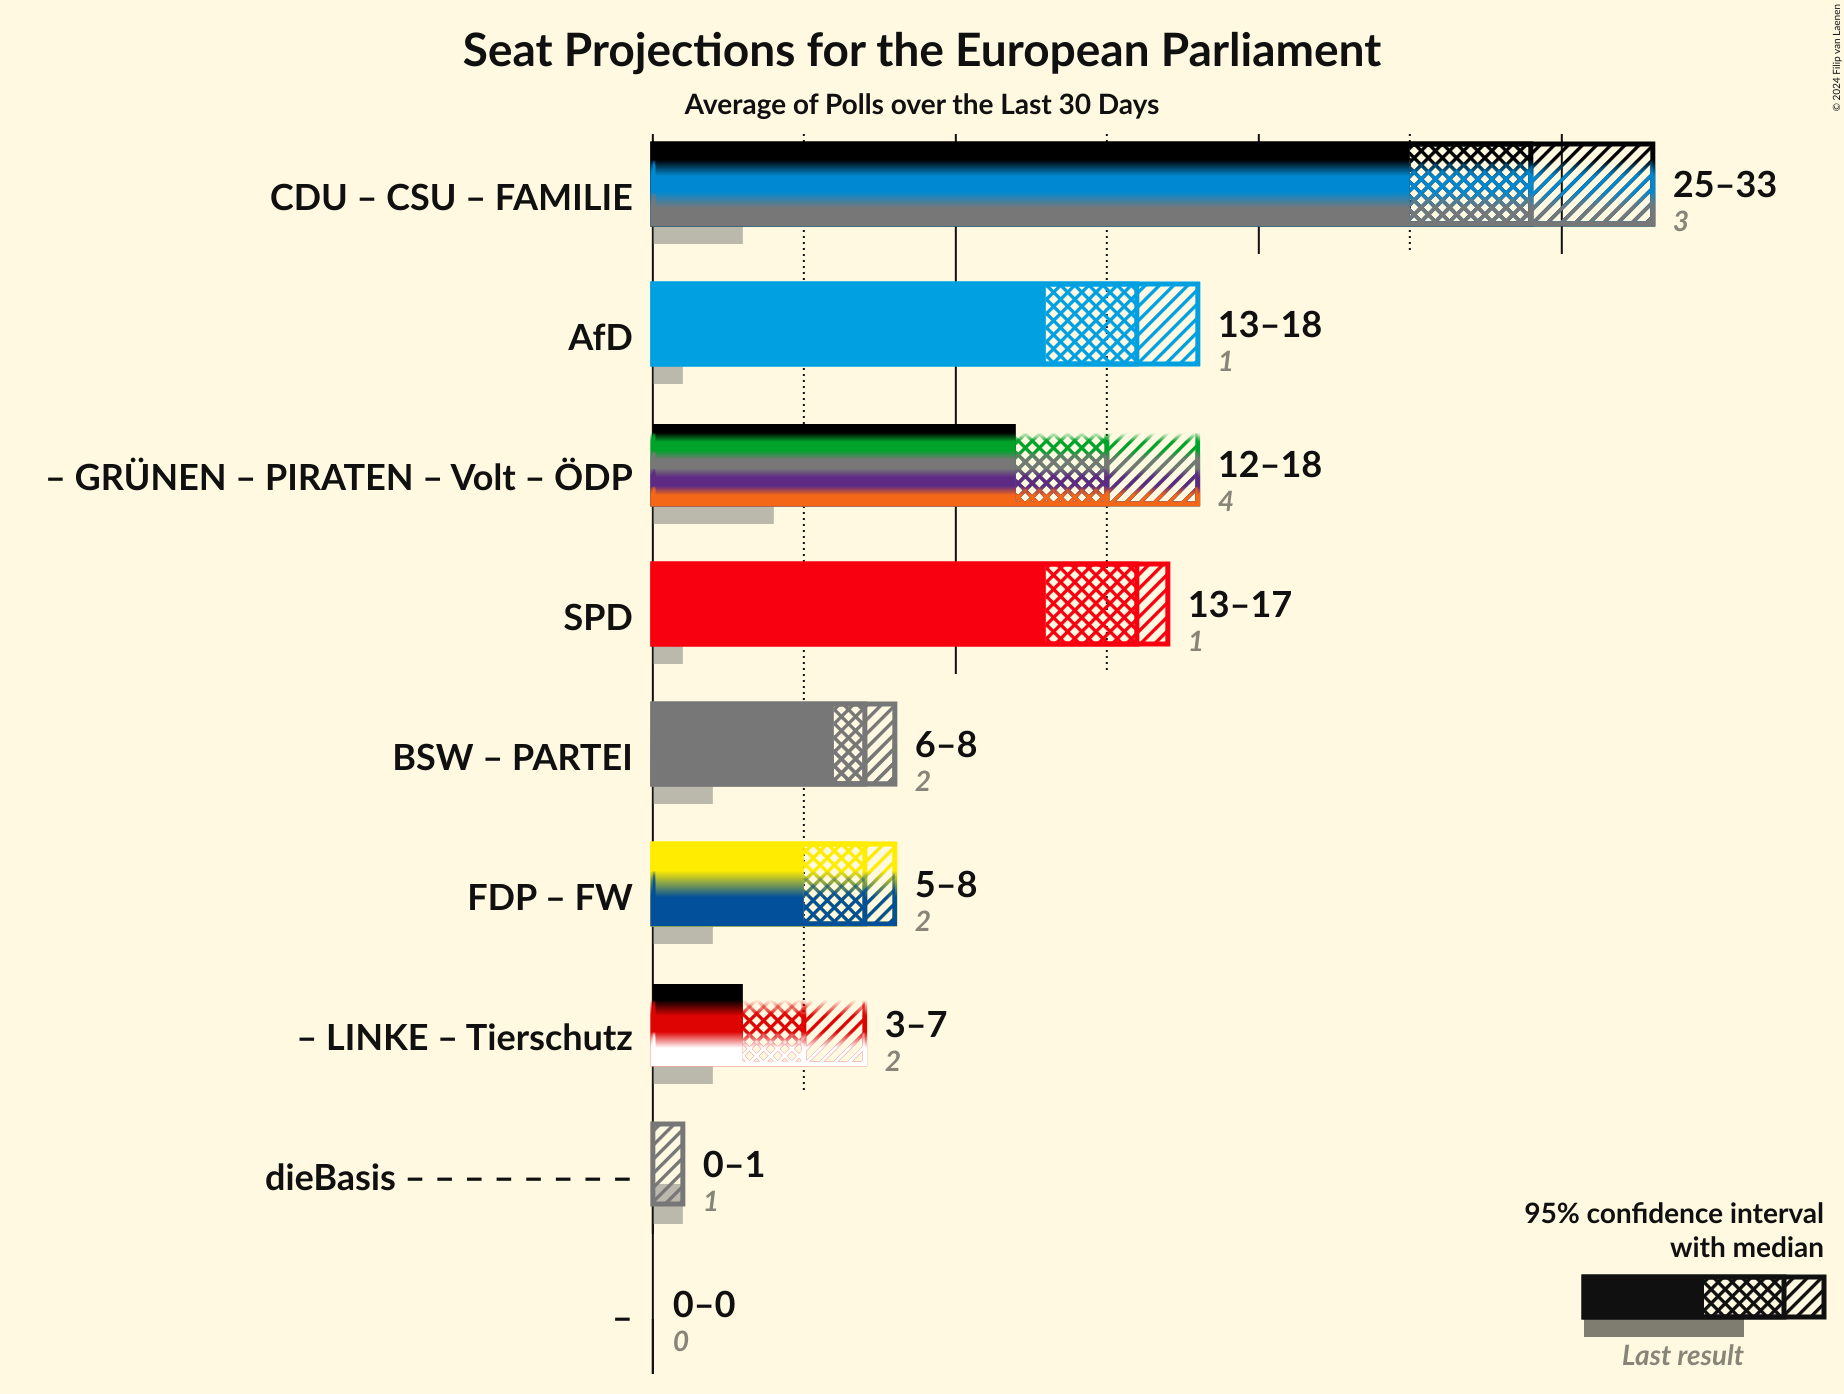 Seat Projections for the European Parliament
Average of Polls over the Last 30 Days
© 2024 Filip van Laenen
CDU – CSU – FAMILIE
25–33
3
AfD
13–18
1
– GRÜNEN – PIRATEN – Volt – ÖDP
12–18
4
SPD
13–17
1
BSW – PARTEI
6–8
2
FDP – FW
5–8
2
– LINKE – Tierschutz
3–7
2
dieBasis – – – – – – – –
0–1
1
–
0–0
0
95% confidence interval
with median
Last result